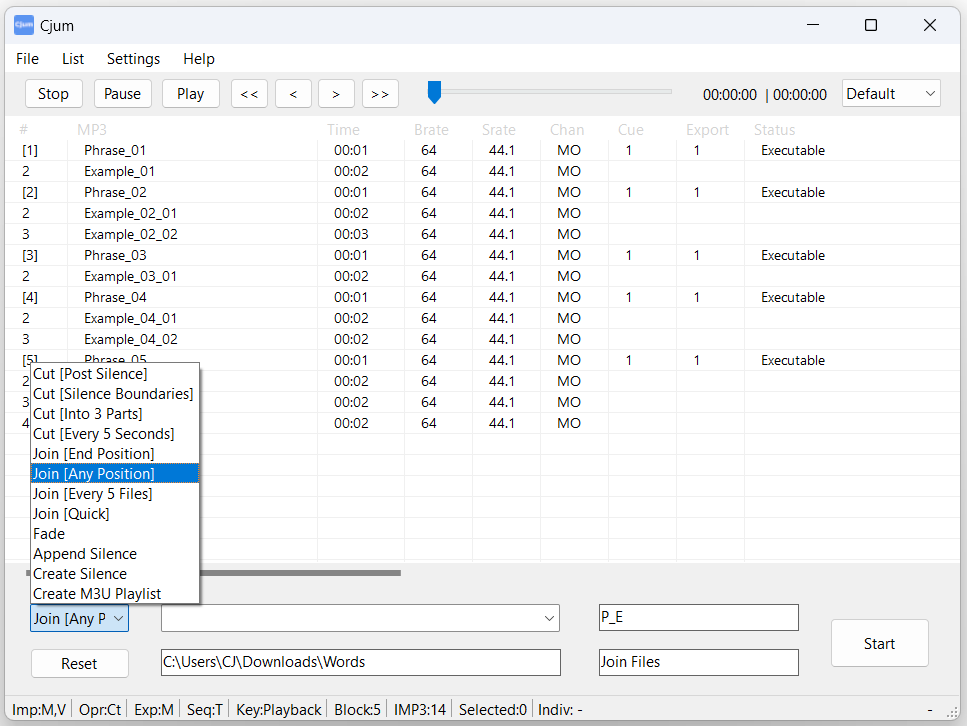 Cjum
Cjum
File List Settings Help
Stop Pause Play << < > >> 00:00:00 | 00:00:00 Default
# MP3 Time Brate Srate Chan Cue Export Status
[1] Phrase_01 00:01 64 44.1 MO 1 1 Executable
2 Example_01 00:02 64 44.1 MO
[2] Phrase_02 00:01 64 44.1 MO 1 1 Executable
2 Example_02_01 00:02 64 44.1 MO
3 Example_02_02 00:03 64 44.1 MO
[3] Phrase_03 00:01 64 44.1 MO 1 1 Executable
2 Example_03_01 00:02 64 44.1 MO
[4] Phrase_04 00:01 64 44.1 MO 1 1 Executable
2 Example_04_01 00:02 64 44.1 MO
3 Example_04_02 00:02 64 44.1 MO
[5] Phrase_05 00:01 64 44.1 MO 1 1 Executable
2 00:02 64 44.1 MO
3 00:02 64 44.1 MO
4 00:02 64 44.1 MO
Cut [Post Silence]
Cut [Silence Boundaries]
Cut [Into 3 Parts]
Cut [Every 5 Seconds]
Join [End Position]
Join [Any Position]
Join [Every 5 Files]
Join [Quick]
Fade
Append Silence
Create Silence
Create M3U Playlist
Join [Any P P_E
Start
Reset C:\Users\CJ\Downloads\Words Join Files
Imp:M,V Opr:Ct Exp:M Seq:T Key:Playback Block:5 IMP3:14 Selected:0 Indiv: - -